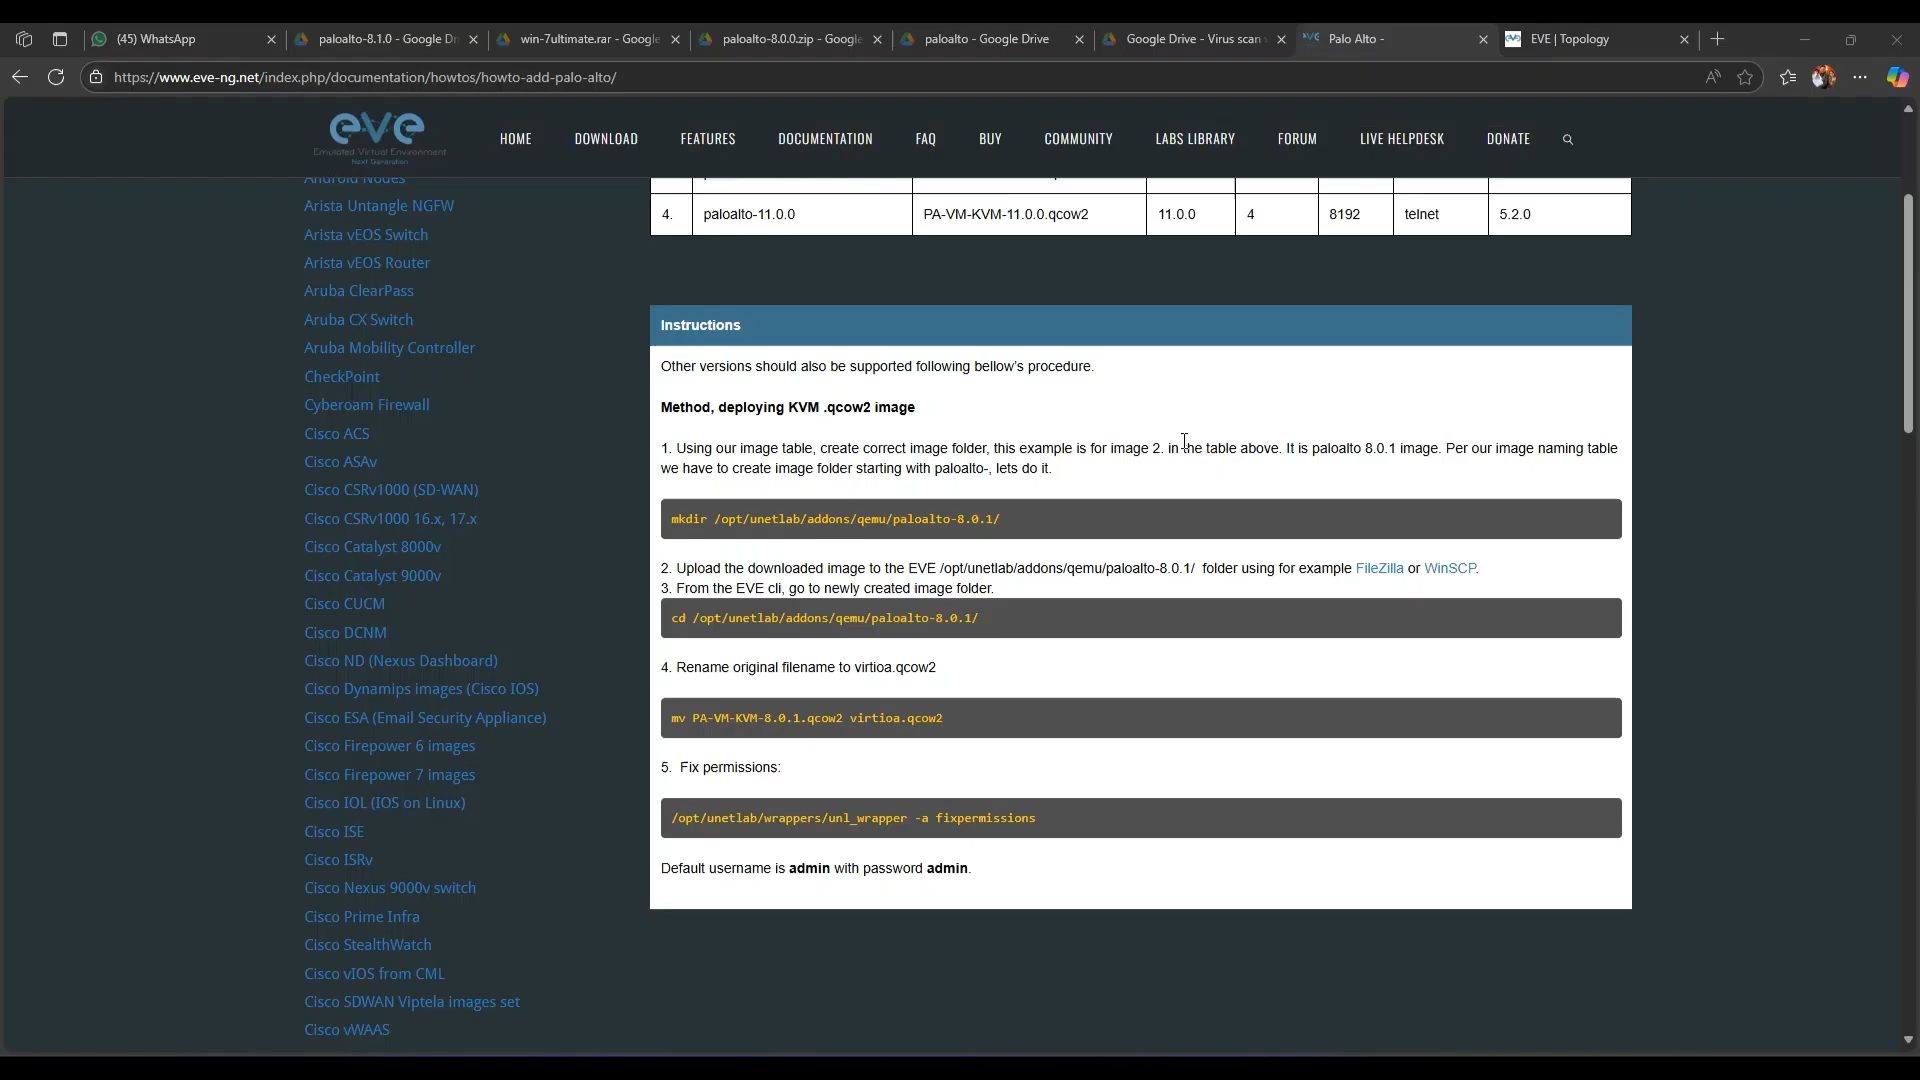 (45) WhatsApp
paloalto-8.1.0 - Google Dr
win-7ultimate.rar - Google
paloalto-8.0.0.zip - Google
paloalto - Google Drive
Google Drive - Virus scan
Palo Alto -
EVE | Topology
https://www.eve-ng.net/index.php/documentation/howtos/howto-add-palo-alto/
eve
Emulated Virtual Environment
Next Generation
HOME
DOWNLOAD
FEATURES
DOCUMENTATION
FAQ
BUY
COMMUNITY
LABS LIBRARY
FORUM
LIVE HELPDESK
DONATE
Android Nodes
Arista Untangle NGFW
Arista vEOS Switch
Arista vEOS Router
Aruba ClearPass
Aruba CX Switch
Aruba Mobility Controller
CheckPoint
Cyberoam Firewall
Cisco ACS
Cisco ASAv
Cisco CSRv1000 (SD-WAN)
Cisco CSRv1000 16.x, 17.x
Cisco Catalyst 8000v
Cisco Catalyst 9000v
Cisco CUCM
Cisco DCNM
Cisco ND (Nexus Dashboard)
Cisco Dynamips images (Cisco IOS)
Cisco ESA (Email Security Appliance)
Cisco Firepower 6 images
Cisco Firepower 7 images
Cisco IOL (IOS on Linux)
Cisco ISE
Cisco ISRv
Cisco Nexus 9000v switch
Cisco Prime Infra
Cisco StealthWatch
Cisco vIOS from CML
Cisco SDWAN Viptela images set
Cisco vWAAS
4. paloalto-11.0.0 PA-VM-KVM-11.0.0.qcow2 11.0.0 4 8192 telnet 5.2.0
Instructions
Other versions should also be supported following bellow's procedure.
Method, deploying KVM .qcow2 image
1. Using our image table, create correct image folder, this example is for image 2. in the table above. It is paloalto 8.0.1 image. Per our image naming table
we have to create image folder starting with paloalto-, lets do it.
mkdir /opt/unetlab/addons/qemu/paloalto-8.0.1/
2. Upload the downloaded image to the EVE /opt/unetlab/addons/qemu/paloalto-8.0.1/ folder using for example FileZilla or WinSCP.
3. From the EVE cli, go to newly created image folder.
cd /opt/unetlab/addons/qemu/paloalto-8.0.1/
4. Rename original filename to virtioa.qcow2
mv PA-VM-KVM-8.0.1.qcow2 virtioa.qcow2
5. Fix permissions:
/opt/unetlab/wrappers/unl_wrapper -a fixpermissions
Default username is admin with password admin.